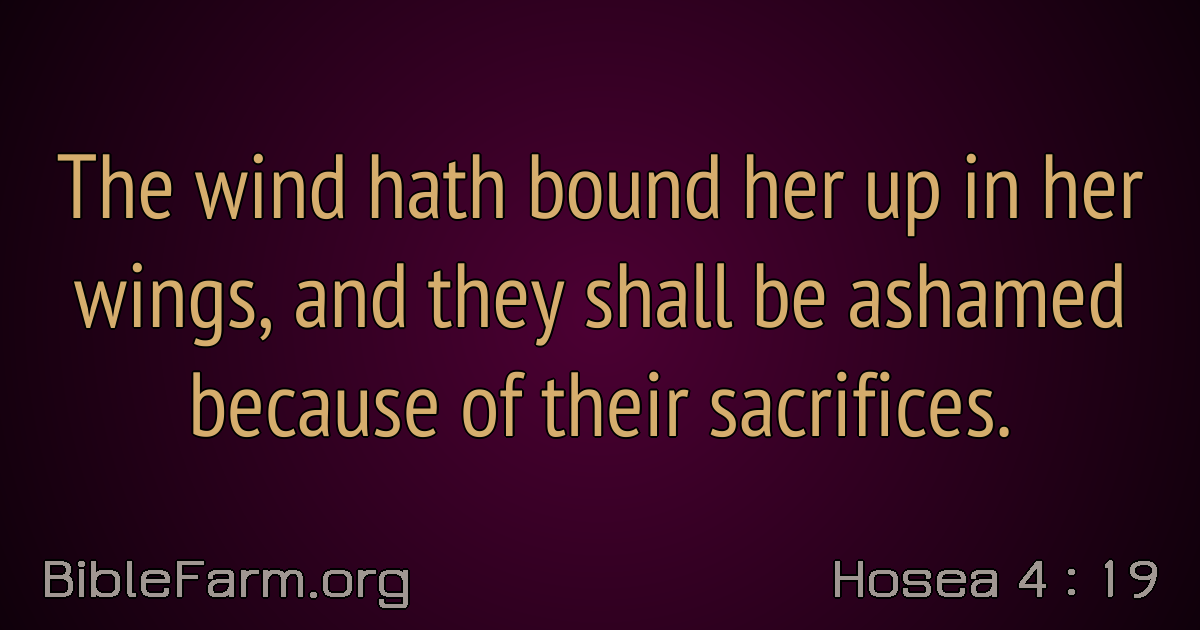 The wind hath bound her up in her
wings, and they shall be ashamed
because of their sacrifices.
BibleFarm.org
Hosea 4 : 19